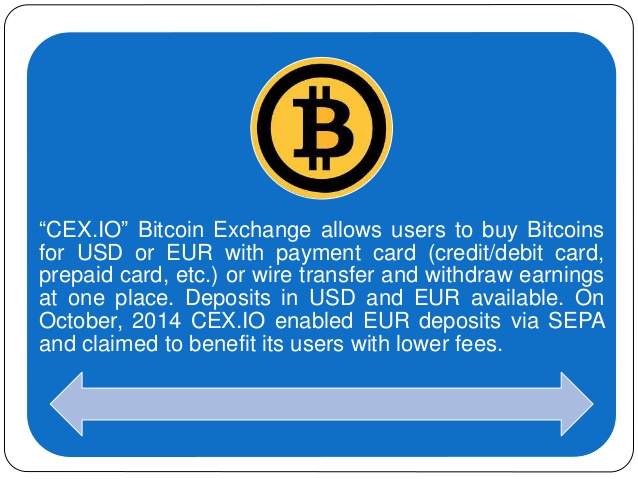 “CEX.IO” Bitcoin Exchange allows users to buy Bitcoins
for USD or EUR with payment card (credit/debit card,
prepaid card, etc.) or wire transfer and withdraw earnings
at one place. Deposits in USD and EUR available. On
October, 2014 CEX.IO enabled EUR deposits via SEPA
and claimed to benefit its users with lower fees.